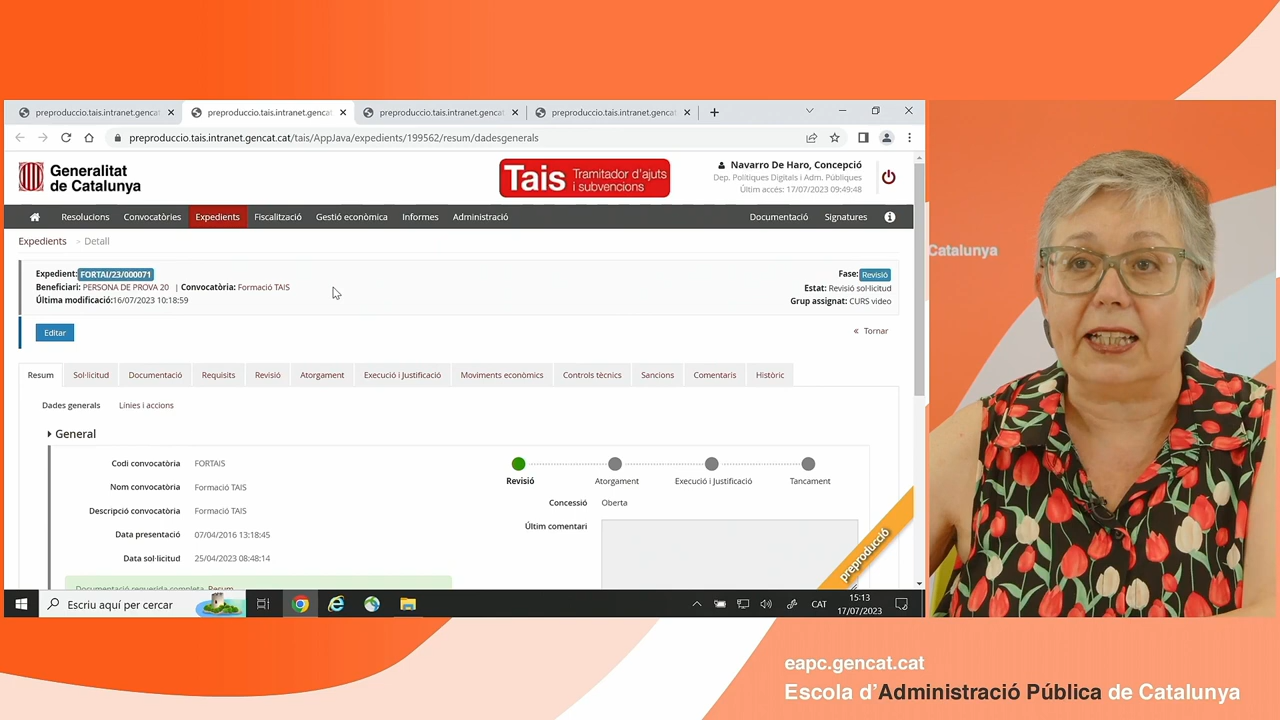 preproduccio.tais.intranet.gencat
preproduccio.tais.intranet.gencat
preproduccio.tais.intranet.gencat
preproduccio.tais.intranet.gencat
preproduccio.tais.intranet.gencat.cat/tais/AppJava/expedients/199562/resum/dadesgenerals
Generalitat
de Catalunya
Tais Tramitador d'ajuts
i subvencions
Navarro De Haro, Concepció
Dep. Polítiques Digitals i Adm. Públiques
Últim accés: 17/07/2023 09:49:48
Resolucions Convocatòries Expedients Fiscalització Gestió econòmica Informes Administració Documentació Signatures
Expedients > Detall
Expedient: FORTAI/23/000071
Beneficiari: PERSONA DE PROVA 20 | Convocatòria: Formació TAIS
Última modificació:16/07/2023 10:18:59
Fase: Revisió
Estat: Revisió sol·licitud
Grup assignat: CURS video
Editar
« Tornar
Resum Sol·licitud Documentació Requisits Revisió Atorgament Execució i Justificació Moviments econòmics Controls tècnics Sancions Comentaris Històric
Dades generals Línies i accions
General
Codi convocatòria FORTAIS
Nom convocatòria Formació TAIS
Descripció convocatòria Formació TAIS
Data presentació 07/04/2016 13:18:45
Data sol·licitud 25/04/2023 08:48:14
Documentació requerida completa. Resum
Revisió Atorgament Execució i Justificació Tancament
Concessió Oberta
Últim comentari
preproducció
Escriu aquí per cercar
CAT
15:13
17/07/2023
Catalunya
eapc.gencat.cat
Escola d'Administració Pública de Catalunya